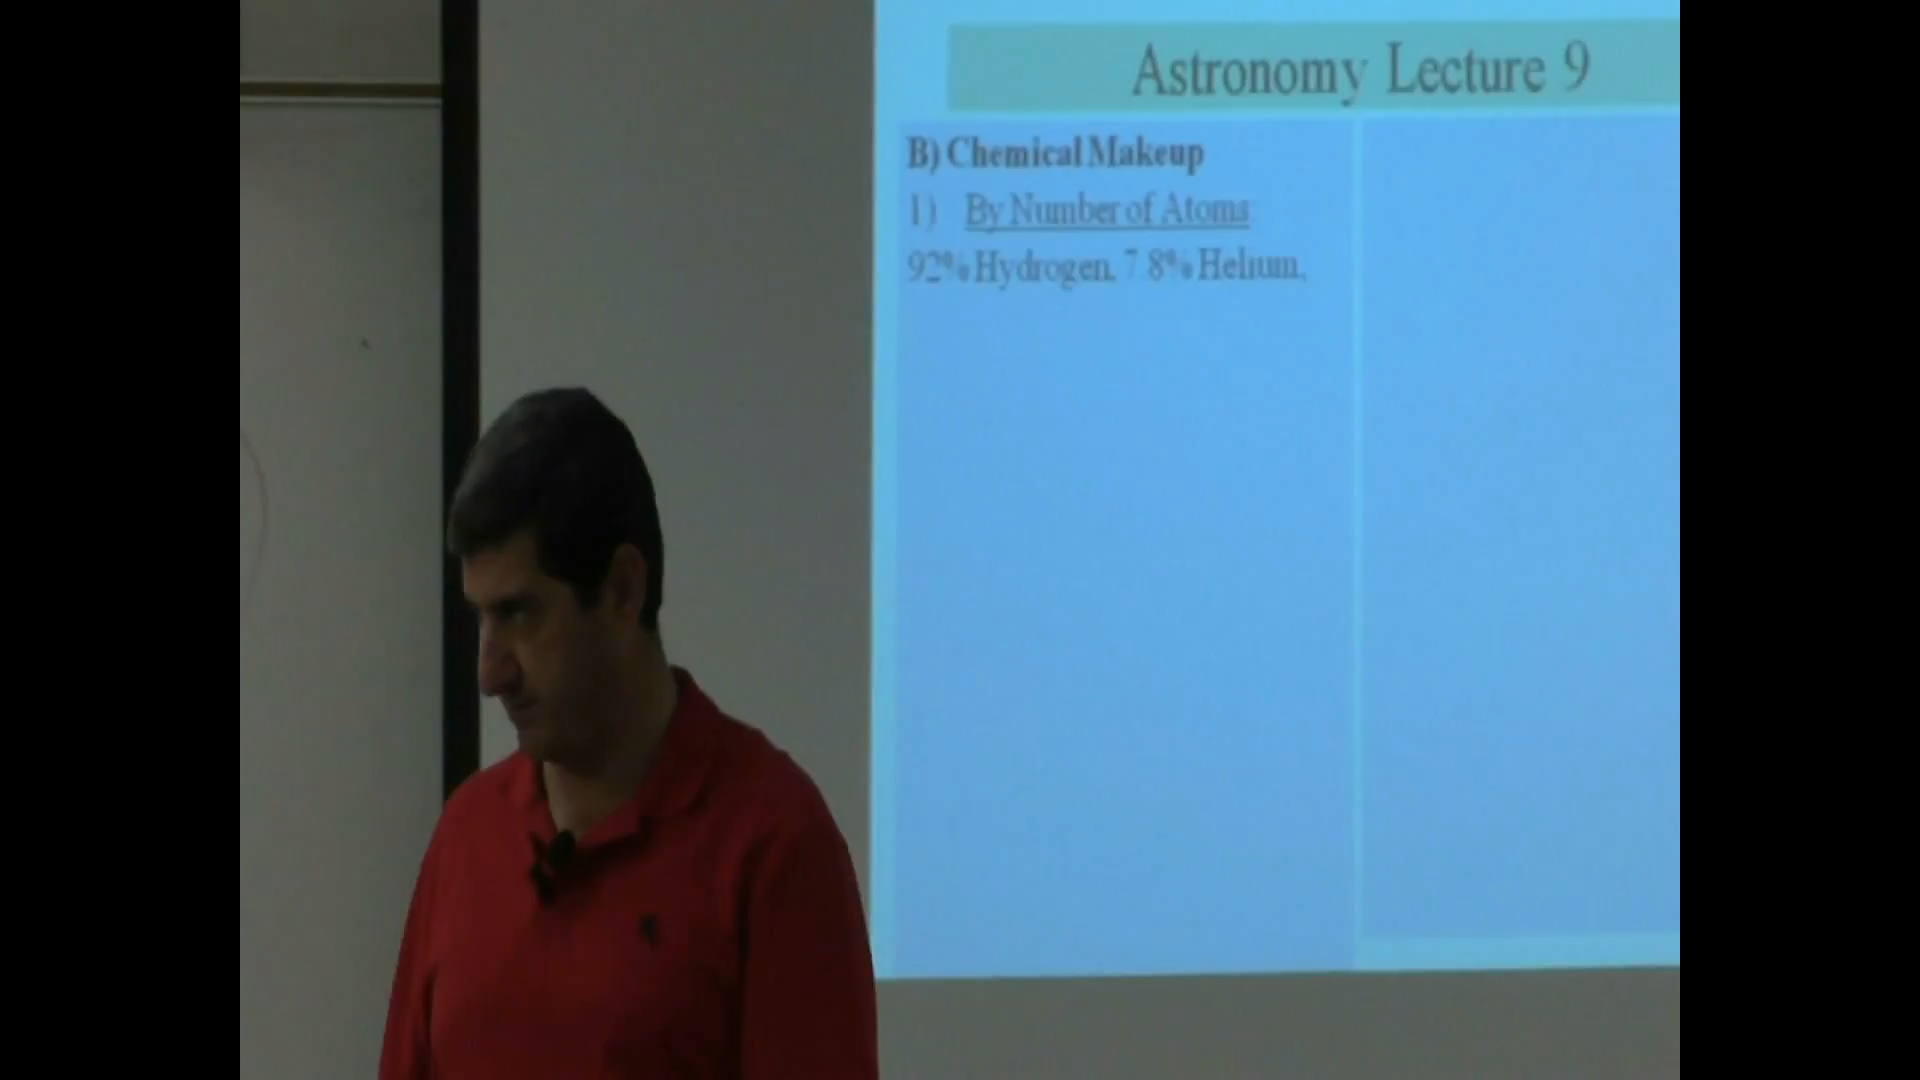 Astronomy Lecture 9
B) Chemical Makeup
1) By Number of Atoms
92% Hydrogen, 7.8% Helium,